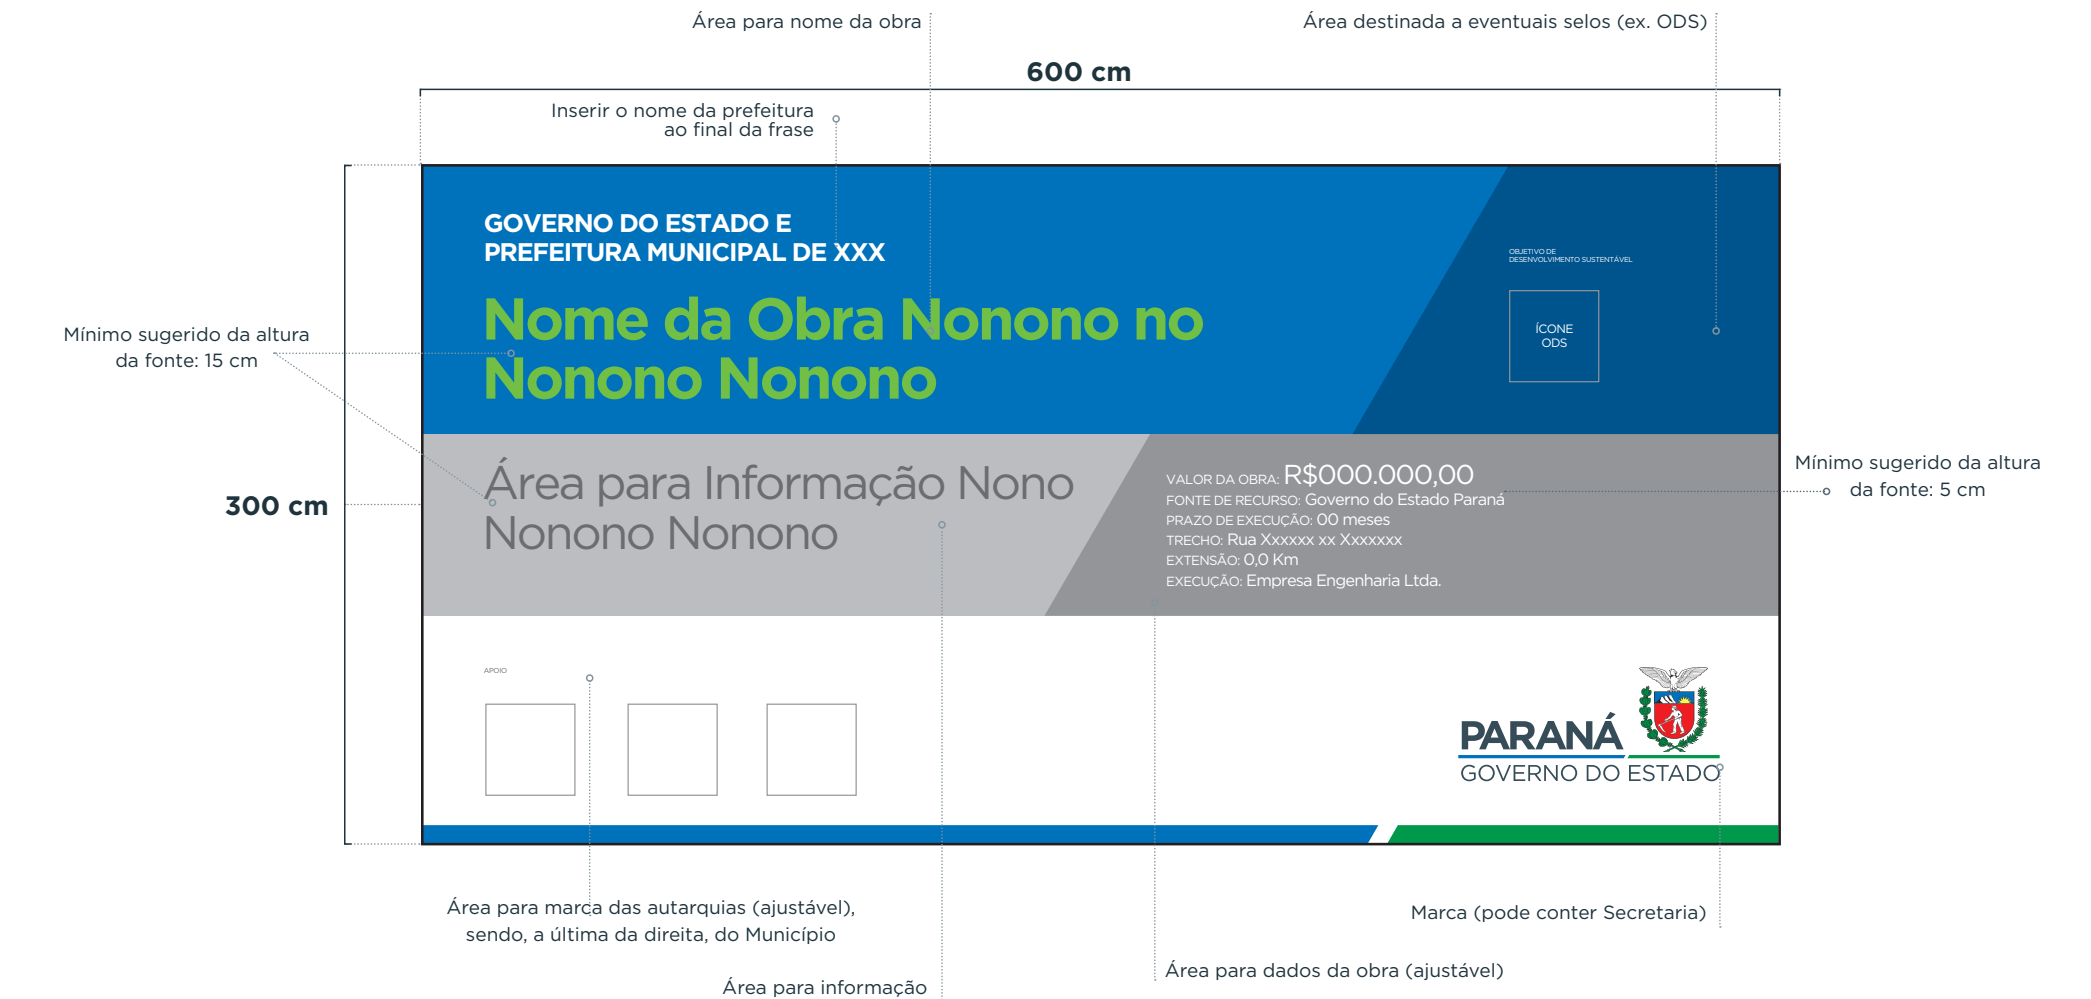 Área para nome da obra
Área destinada a eventuais selos (ex. ODS)
600 cm
Inserir o nome da prefeitura
ao final da frase
GOVERNO DO ESTADO E
PREFEITURA MUNICIPAL DE XXX
OBJETIVO DE
DESENVOLVIMENTO SUSTENTÁVEL
Nome da Obra Nonono no
Nonono Nonono
ÍCONE
ODS
Mínimo sugerido da altura
da fonte: 15 cm
300 cm
Área para Informação Nono
Nonono Nonono
VALOR DA OBRA: R$000.000,00
FONTE DE RECURSO: Governo do Estado Paraná
PRAZO DE EXECUÇÃO: 00 meses
TRECHO: Rua Xxxxxx xx Xxxxxxx
EXTENSÃO: 0,0 Km
EXECUÇÃO: Empresa Engenharia Ltda.
Mínimo sugerido da altura
da fonte: 5 cm
APOIO
PARANÁ
GOVERNO DO ESTADO
Área para marca das autarquias (ajustável),
sendo, a última da direita, do Município
Marca (pode conter Secretaria)
Área para dados da obra (ajustável)
Área para informação